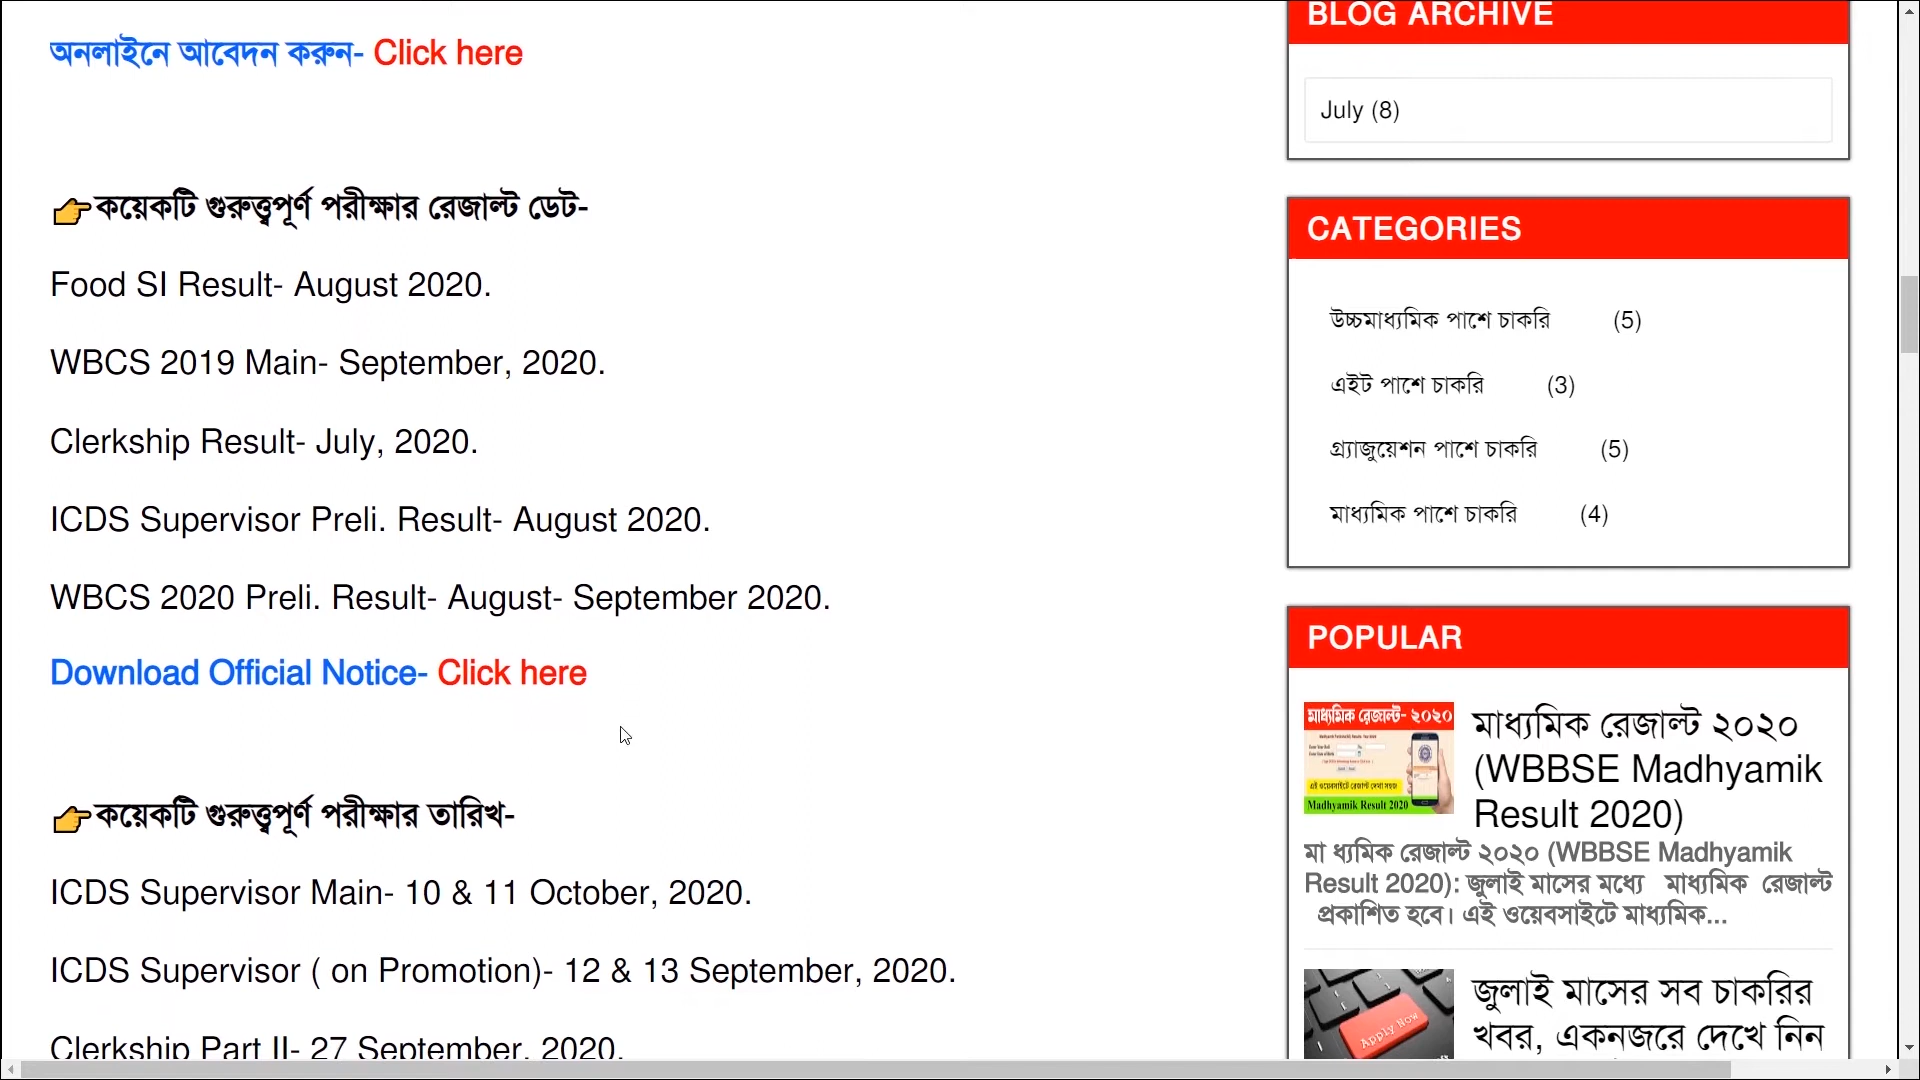 অনলাইনে আবেদন করুন- Click here
👉কয়েকটি গুরুত্ত্বপূর্ণ পরীক্ষার রেজাল্ট ডেট-
Food SI Result- August 2020.
WBCS 2019 Main- September, 2020.
Clerkship Result- July, 2020.
ICDS Supervisor Preli. Result- August 2020.
WBCS 2020 Preli. Result- August- September 2020.
Download Official Notice- Click here
👉কয়েকটি গুরুত্ত্বপূর্ণ পরীক্ষার তারিখ-
ICDS Supervisor Main- 10 & 11 October, 2020.
ICDS Supervisor ( on Promotion)- 12 & 13 September, 2020.
Clerkship Part II- 27 September, 2020.
BLOG ARCHIVE
July (8)
CATEGORIES
উচ্চমাধ্যমিক পাশে চাকরি (5)
এইট পাশে চাকরি (3)
গ্র্যাজুয়েশন পাশে চাকরি (5)
মাধ্যমিক পাশে চাকরি (4)
POPULAR
মাধ্যমিক রেজাল্ট- ২০২০
এই ওয়েবসাইটে রেজাল্ট দেখা সহজ
Madhyamik Result 2020
মাধ্যমিক রেজাল্ট ২০২০
(WBBSE Madhyamik
Result 2020)
মা ধ্যমিক রেজাল্ট ২০২০ (WBBSE Madhyamik
Result 2020): জুলাই মাসের মধ্যে মাধ্যমিক রেজাল্ট
প্রকাশিত হবে। এই ওয়েবসাইটে মাধ্যমিক...
Apply Now
জুলাই মাসের সব চাকরির
খবর, একনজরে দেখে নিন